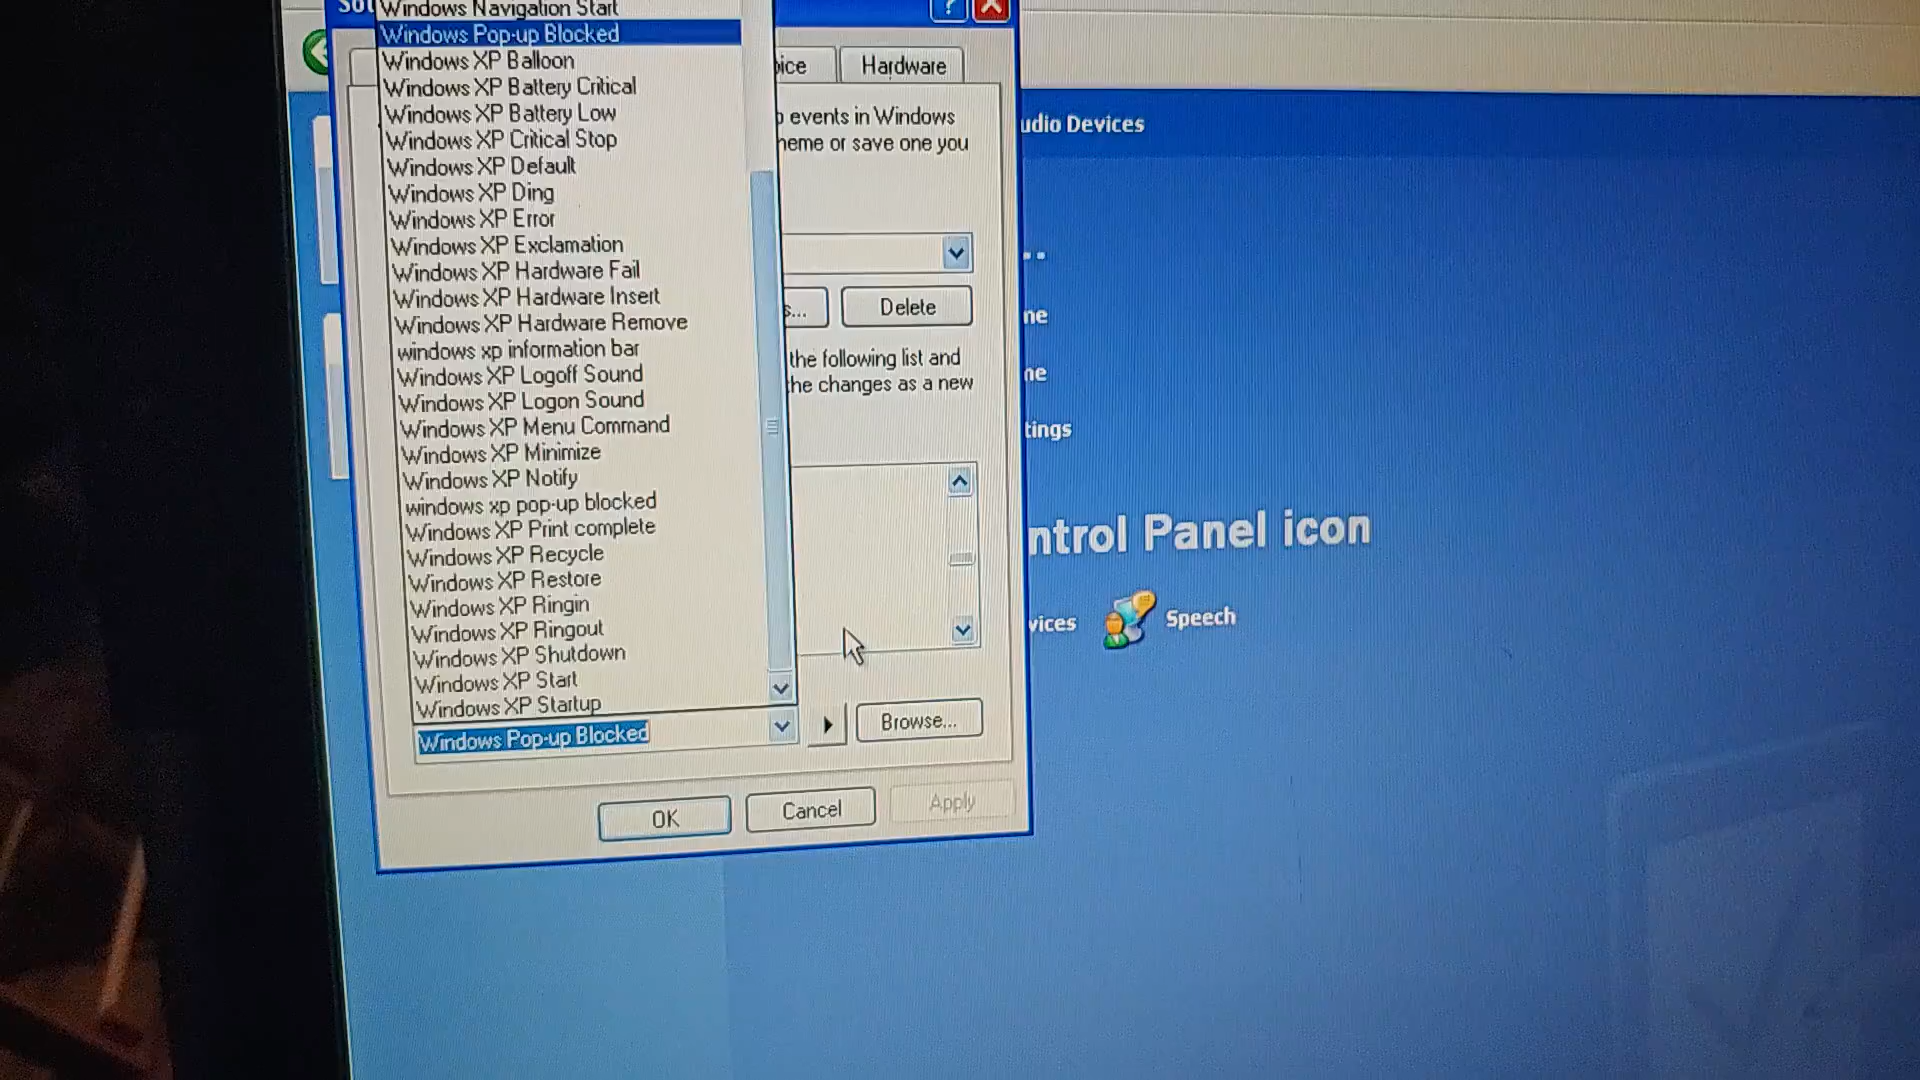 Windows Navigation Start
Windows Pop-up Blocked
Windows XP Balloon
Windows XP Battery Critical
Windows XP Battery Low
Windows XP Critical Stop
Windows XP Default
Windows XP Ding
Windows XP Error
Windows XP Exclamation
Windows XP Hardware Fail
Windows XP Hardware Insert
Windows XP Hardware Remove
windows xp information bar
Windows XP Logoff Sound
Windows XP Logon Sound
Windows XP Menu Command
Windows XP Minimize
Windows XP Notify
windows xp pop-up blocked
Windows XP Print complete
Windows XP Recycle
Windows XP Restore
Windows XP Ringin
Windows XP Ringout
Windows XP Shutdown
Windows XP Start
Windows XP Startup
Windows Pop-up Blocked
Browse...
OK
Cancel
Apply
Hardware
events in Windows
or save one you
Delete
the following list and
the changes as a new
udio Devices
ne
ne
tings
ntrol Panel icon
vices
Speech